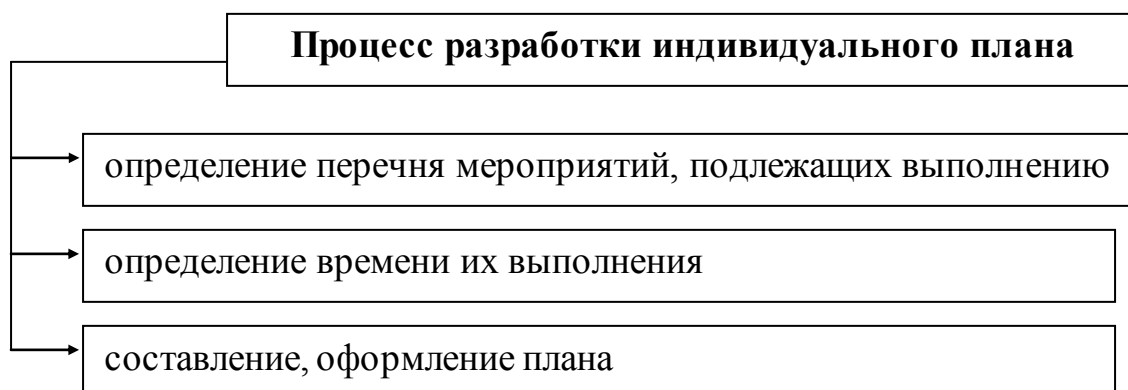 Процесс разработки индивидуального плана
определение перечня мероприятий, подлежащих выполнению
определение времени их выполнения
составление, оформление плана